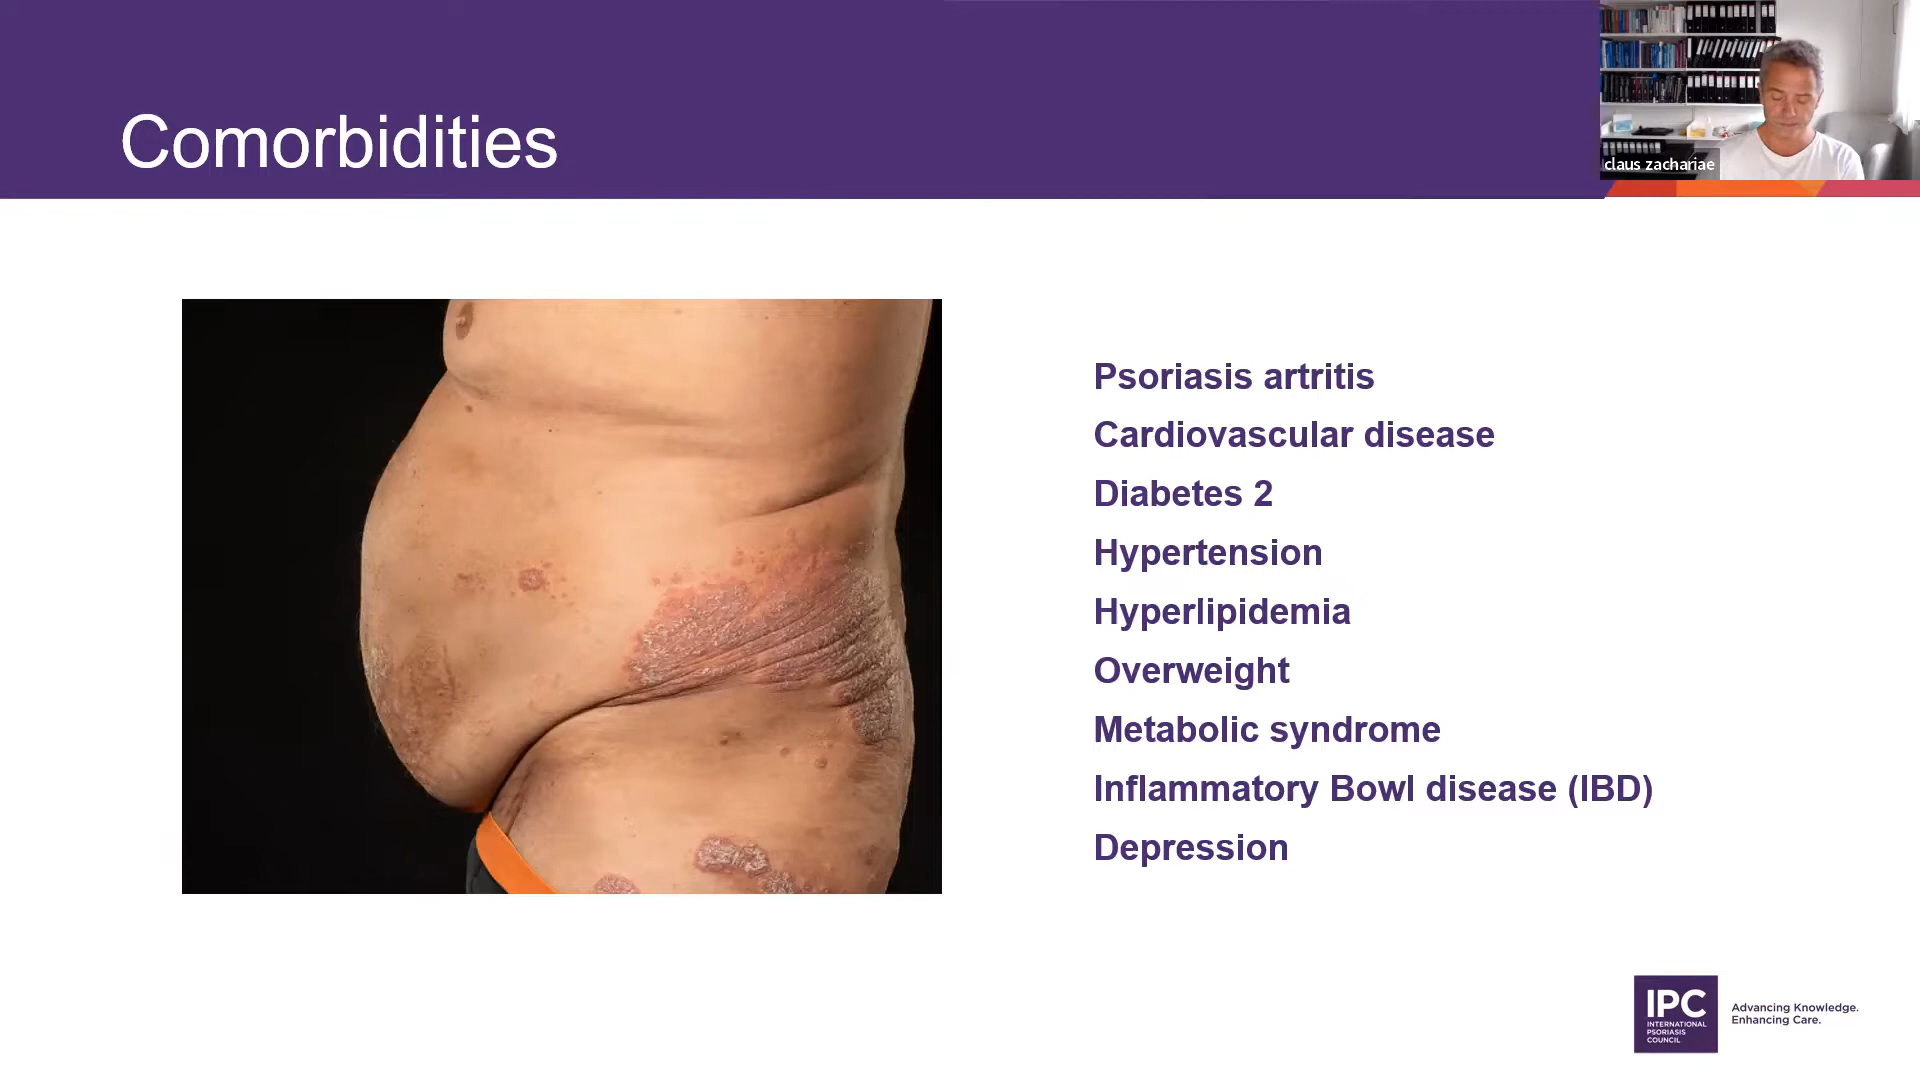 Comorbidities
claus zachariae
Psoriasis artritis
Cardiovascular disease
Diabetes 2
Hypertension
Hyperlipidemia
Overweight
Metabolic syndrome
Inflammatory Bowl disease (IBD)
Depression
IPC
INTERNATIONAL
PSORIASIS
COUNCIL
Advancing Knowledge.
Enhancing Care.